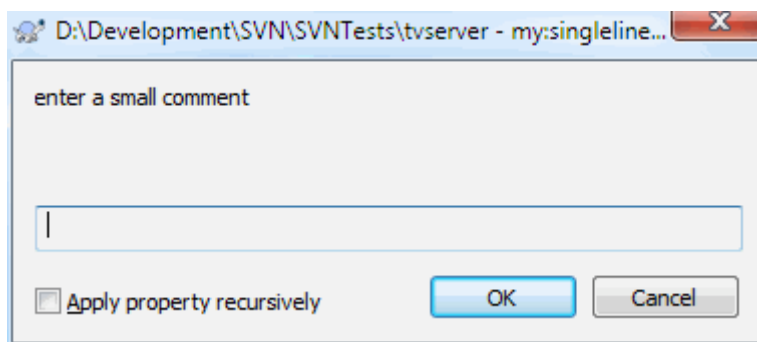 D:\Development\SVN\SVNTests\tvserver - my:singleline...
enter a small comment
Apply property recursively
OK
Cancel